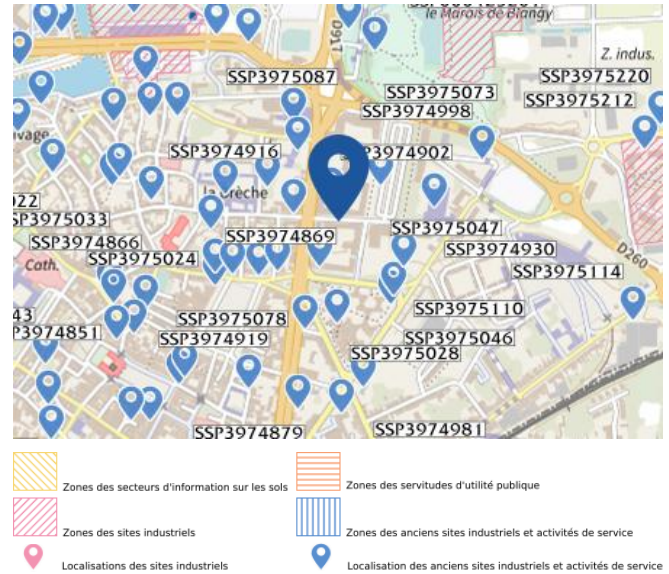 le Marais de Blangy
D917
Z. indus.
SSP3975087
SSP3975220
SSP3975073
SSP3975212
SSP3974998
SSP3974916
SSP3974902
la Crèche
SSP3975047
SSP3974869
SSP3974866
SSP3974930
D260
Cath.
SSP3975024
SSP3975114
SSP3975110
SSP3975078
SSP3974919
SSP3975046
SSP3975028
SSP3974879
SSP3974981
Zones des secteurs d'information sur les sols
Zones des servitudes d'utilité publique
Zones des sites industriels
Zones des anciens sites industriels et activités de service
Localisations des sites industriels
Localisation des anciens sites industriels et activités de service